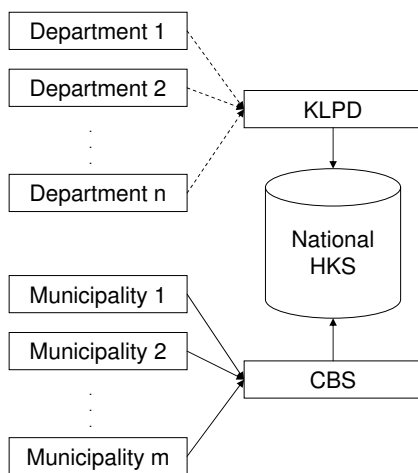 Department 1
Department 2
.
.
.
Department n
KLPD
National
HKS
Municipality 1
Municipality 2
.
.
.
Municipality m
CBS